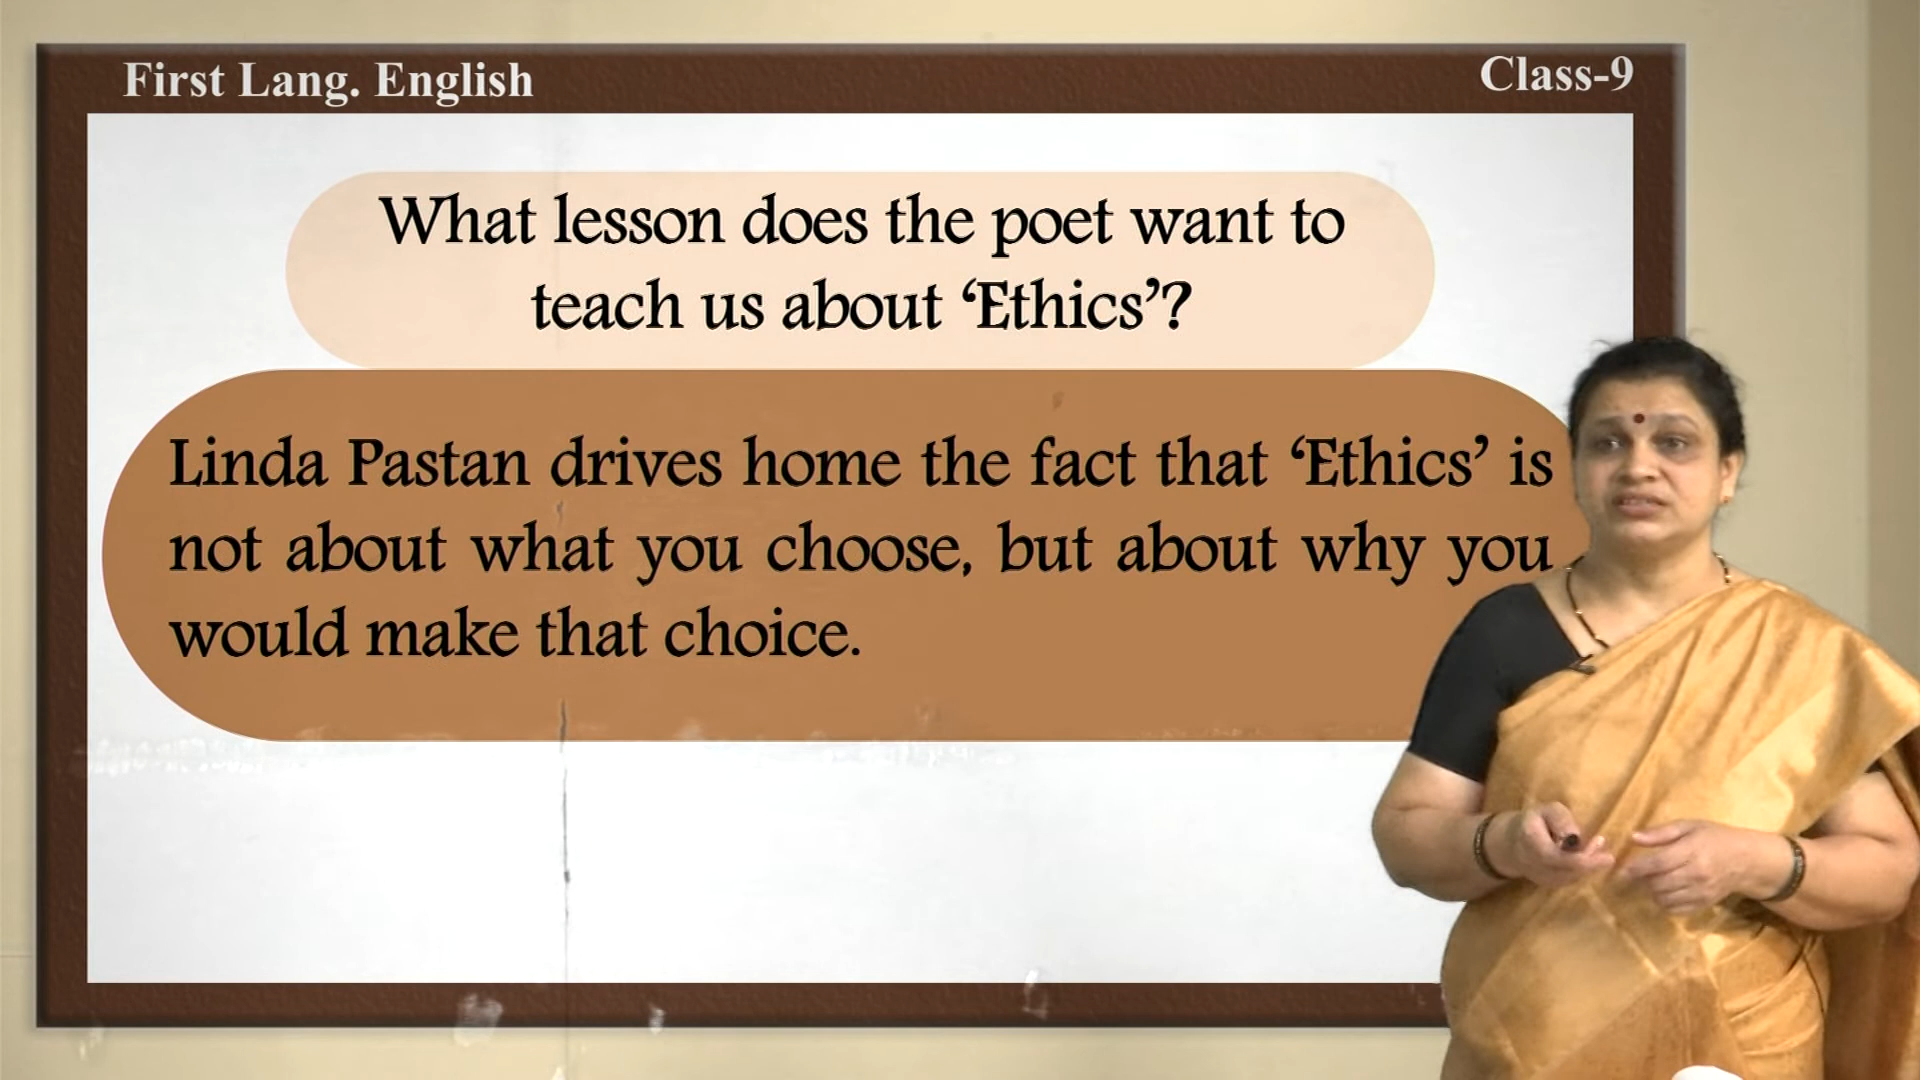 First Lang. English
Class-9
What lesson does the poet want to
teach us about ‘Ethics’?
Linda Pastan drives home the fact that ‘Ethics’ is
not about what you choose, but about why you
would make that choice.